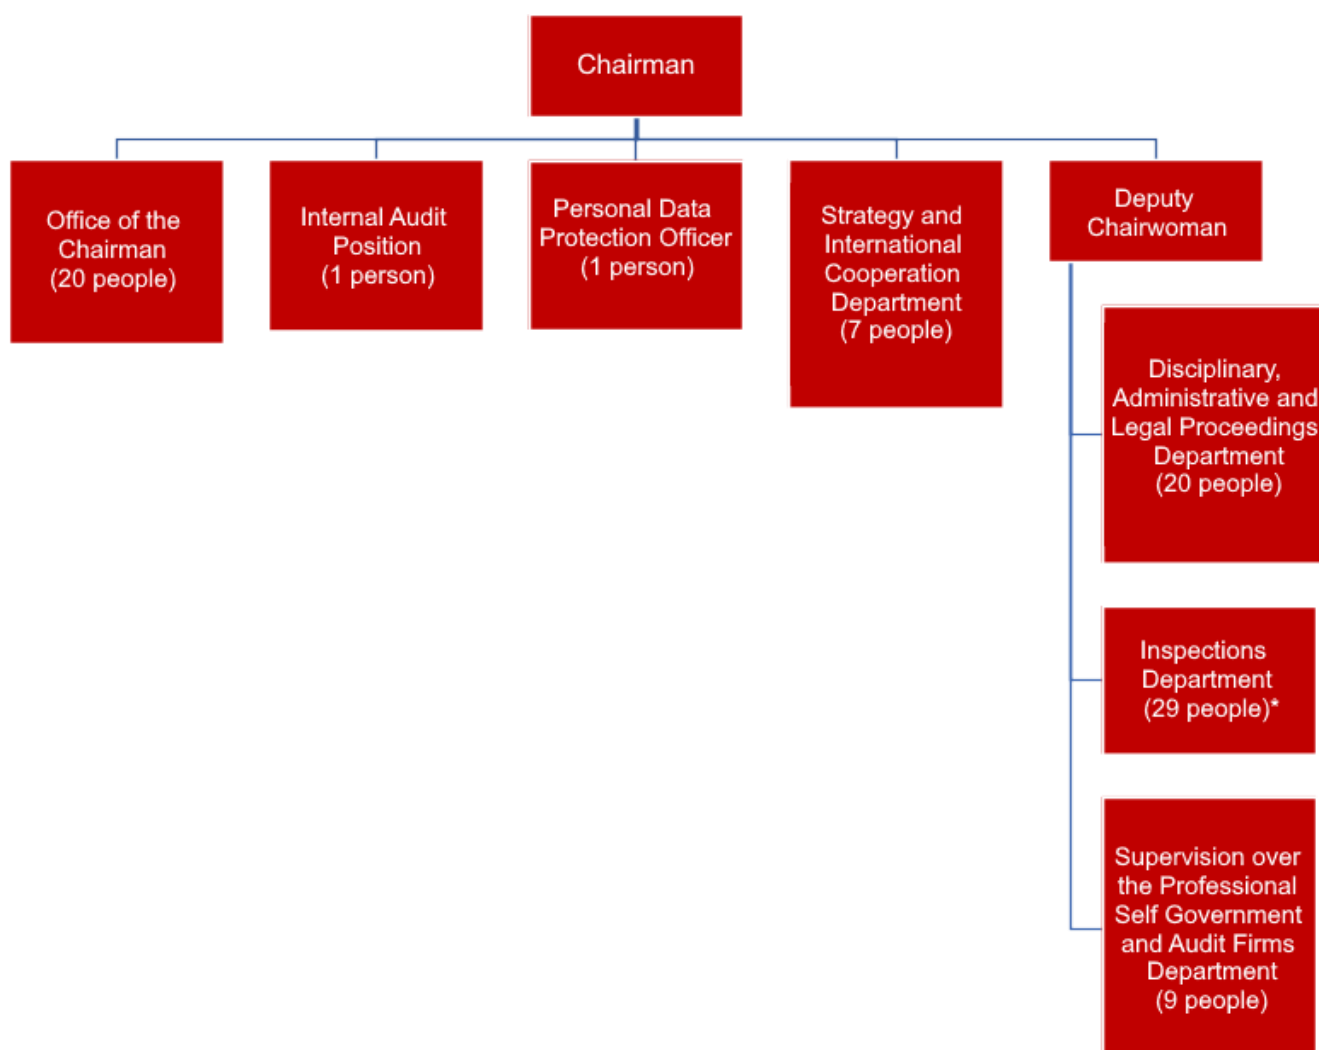 Chairman
Office of the
Chairman
(20 people)
Internal Audit
Position
(1 person)
Personal Data
Protection Officer
(1 person)
Strategy and
International
Cooperation
Department
(7 people)
Deputy
Chairwoman
Disciplinary,
Administrative and
Legal Proceedings
Department
(20 people)
Inspections
Department
(29 people)*
Supervision over
the Professional
Self Government
and Audit Firms
Department
(9 people)